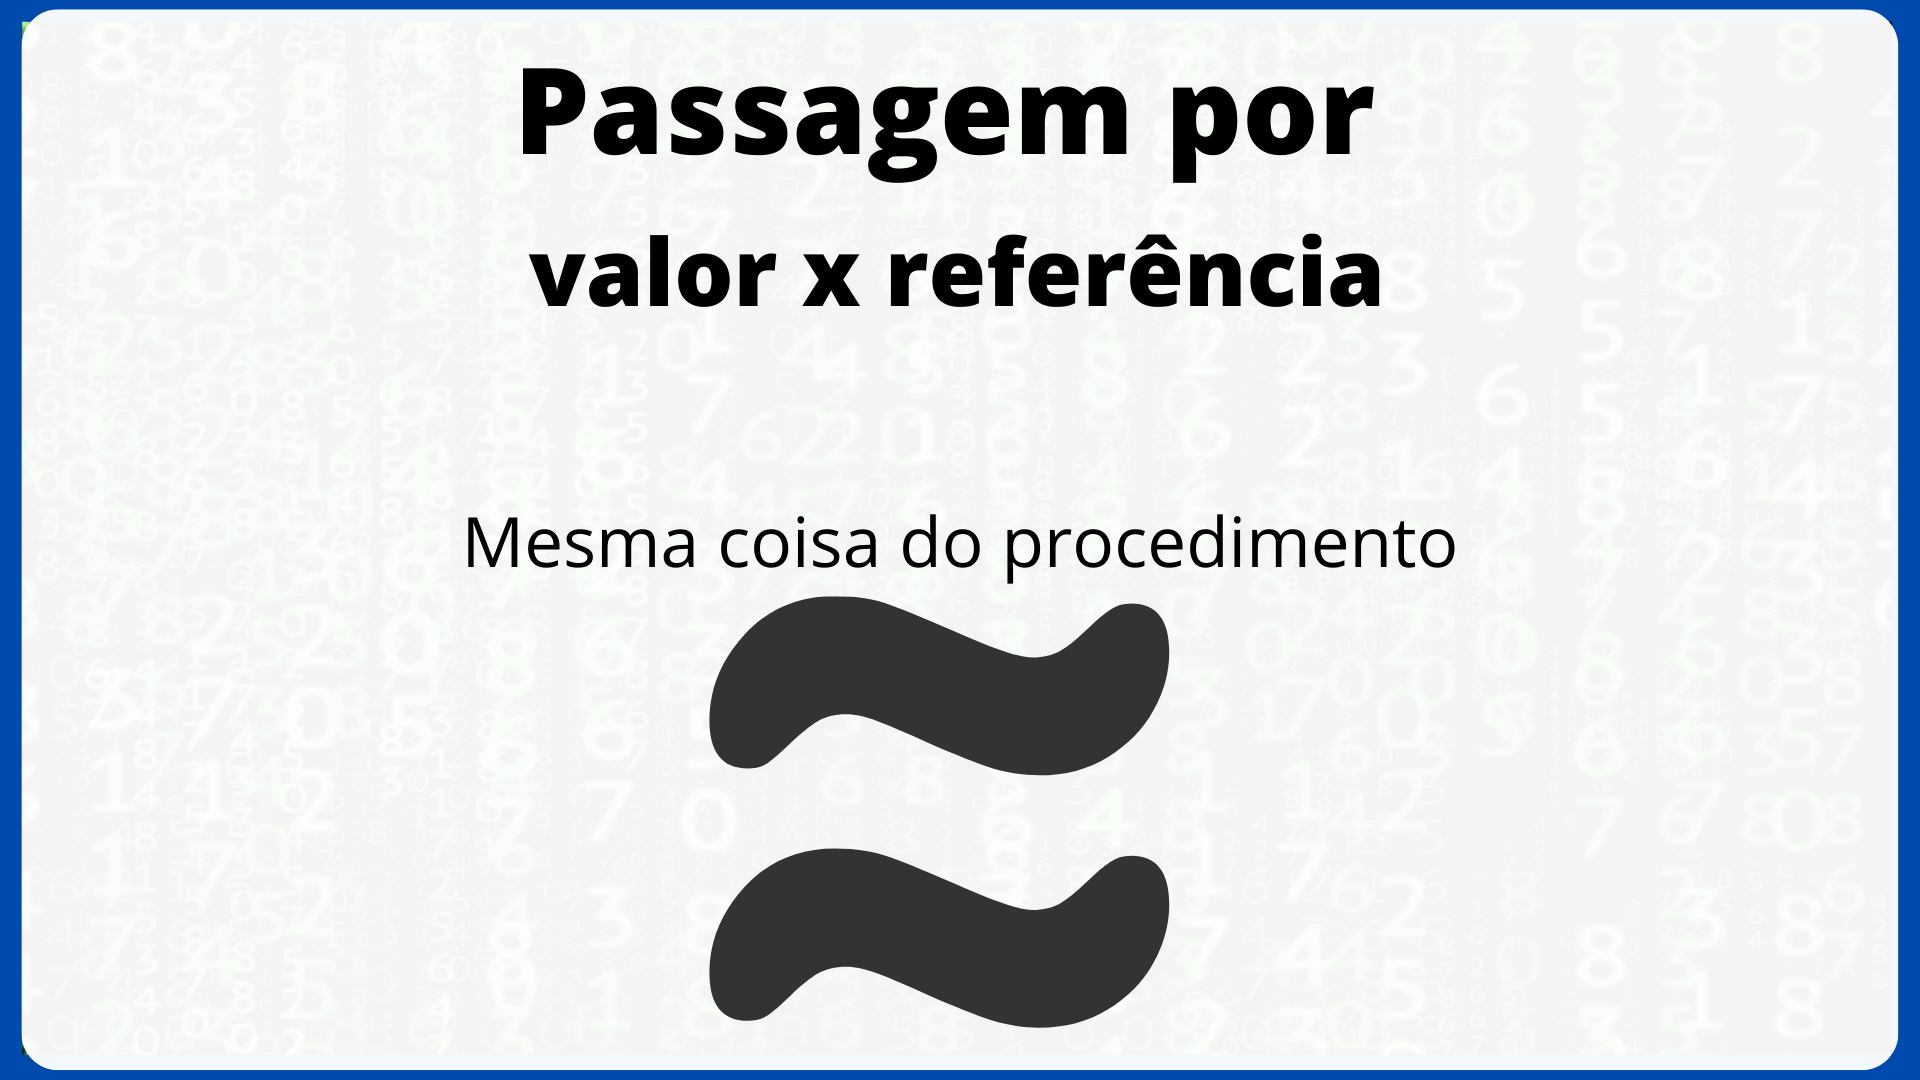 Passagem por
valor x referência
Mesma coisa do procedimento
≈